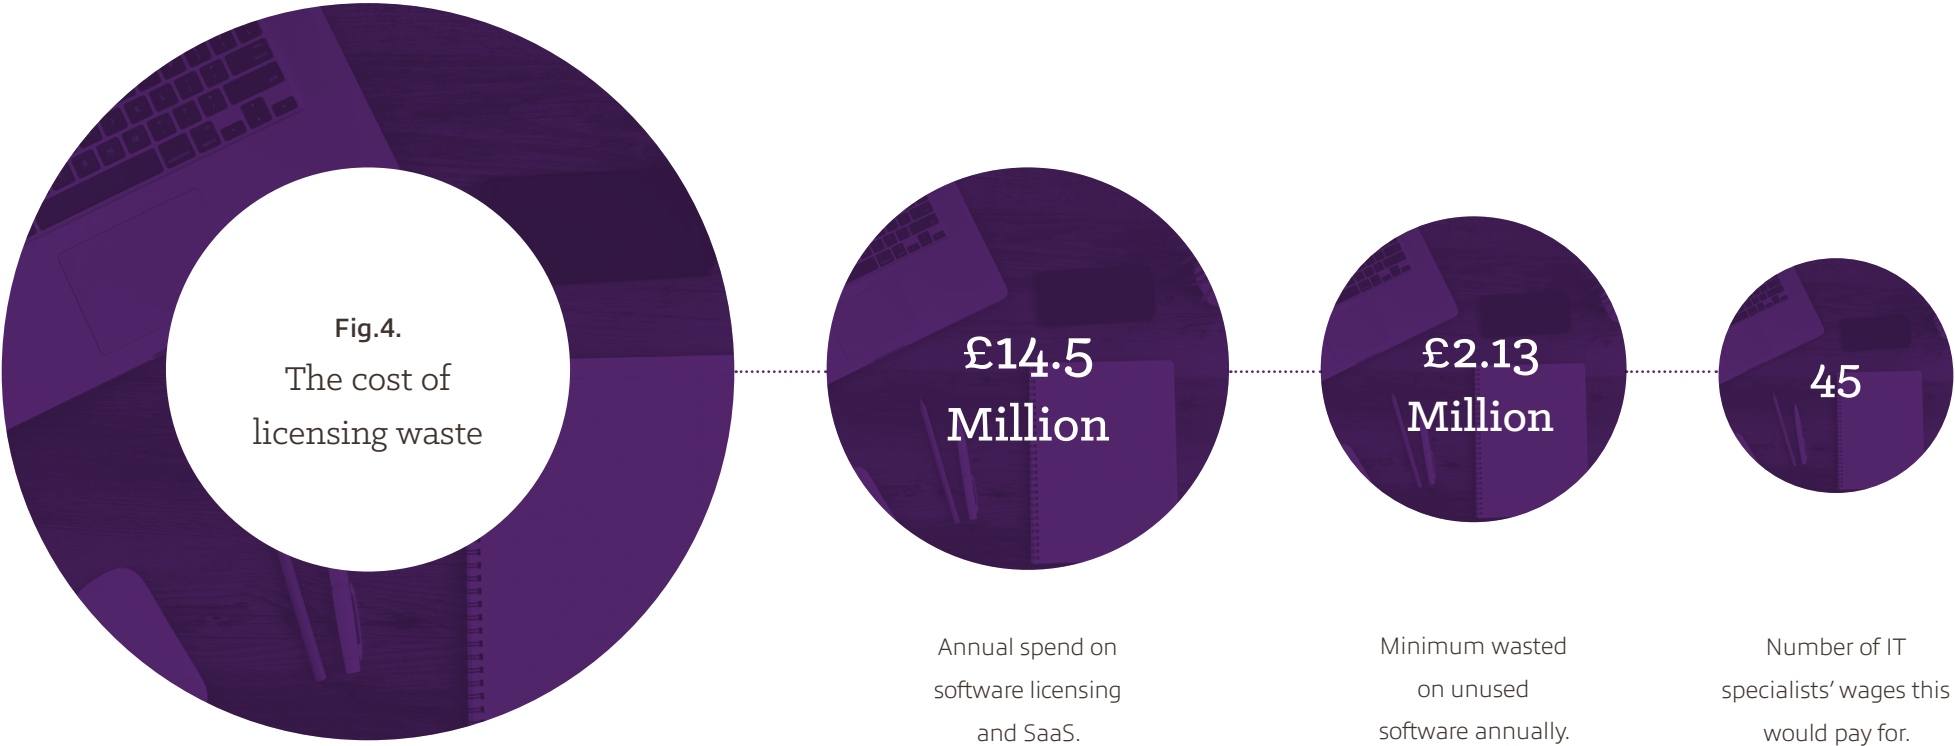 Fig.4.
The cost of
licensing waste
£14.5
Million
Annual spend on
software licensing
and SaaS.
£2.13
Million
Minimum wasted
on unused
software annually.
45
Number of IT
specialists’ wages this
would pay for.